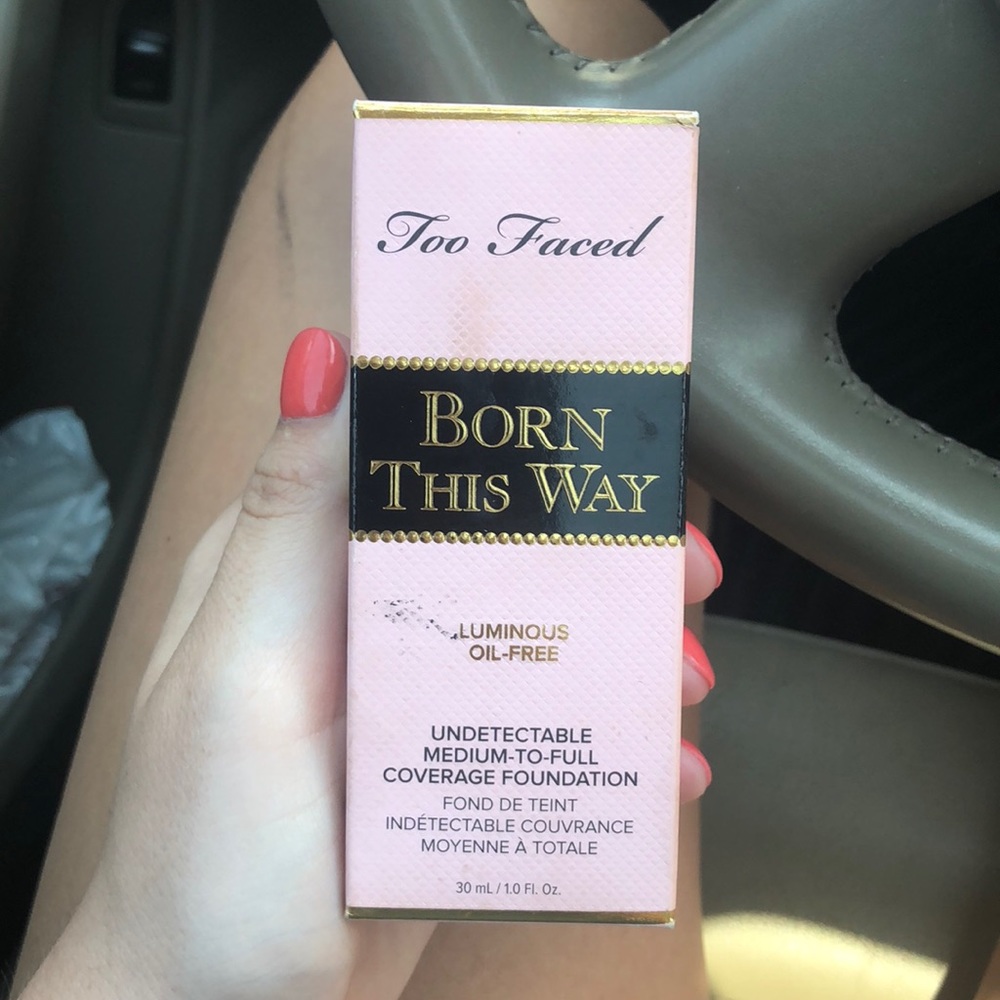 Too Faced
BORN
THIS WAY
LUMINOUS
OIL-FREE
UNDETECTABLE
MEDIUM-TO-FULL
COVERAGE FOUNDATION
FOND DE TEINT
INDÉTECTABLE COUVRANCE
MOYENNE À TOTALE
30 mL / 1.0 Fl. Oz.